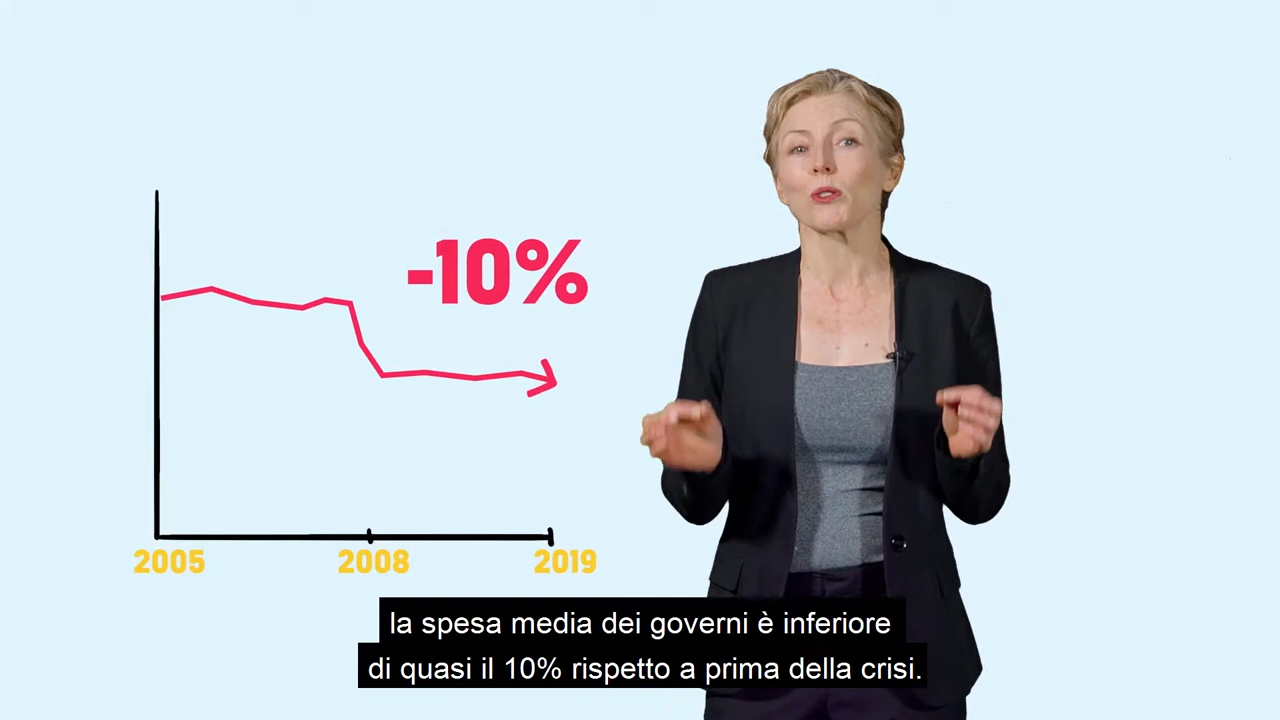 -10%
2005 2008 2019
la spesa media dei governi è inferiore
di quasi il 10% rispetto a prima della crisi.